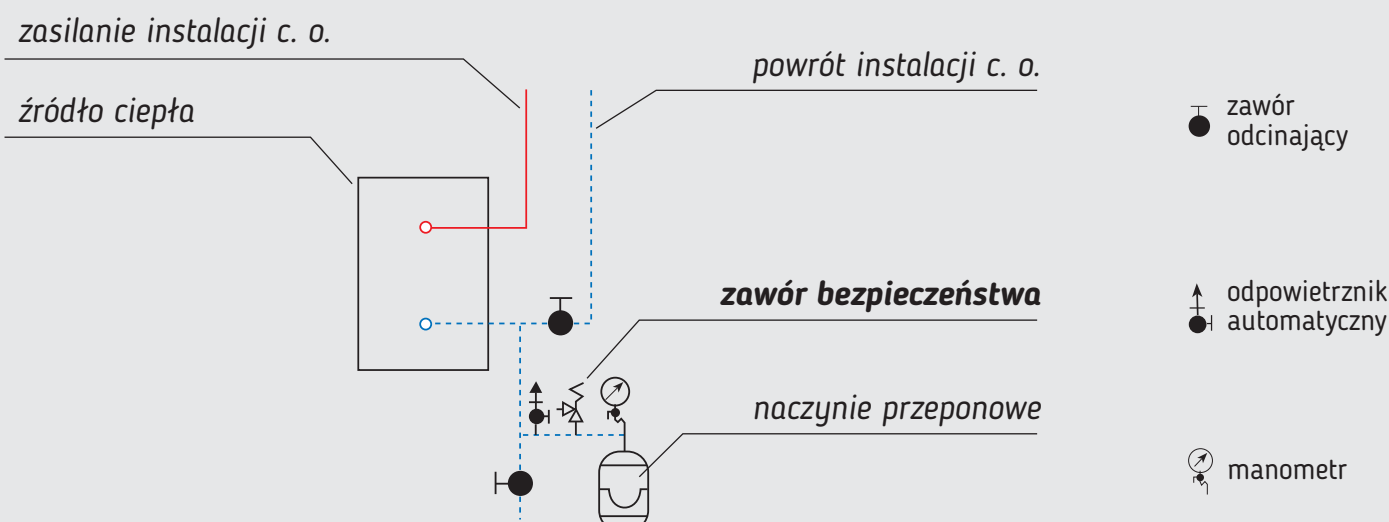 zasilanie instalacji c. o.
źródło ciepła
powrót instalacji c. o.
zawór bezpieczeństwa
naczynie przeponowe
zawór
odcinający
odpowietrznik
automatyczny
manometr